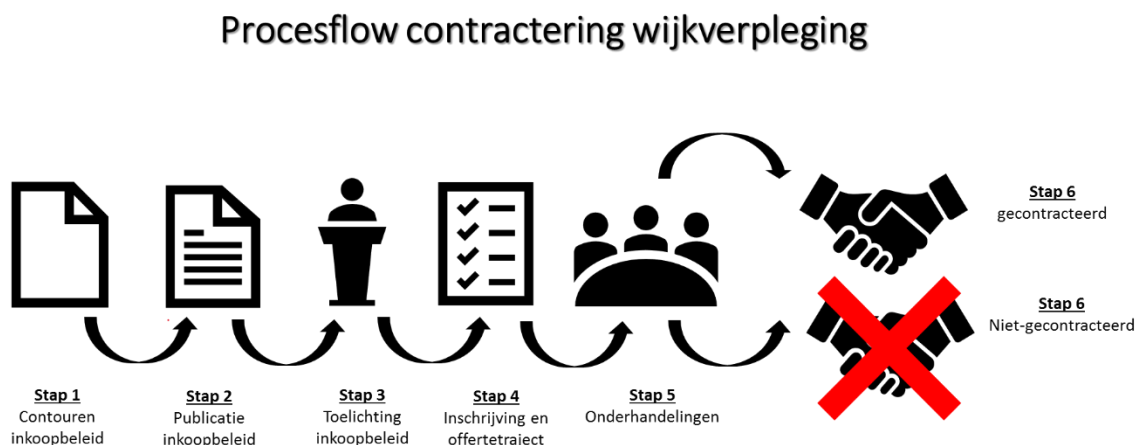 Procesflow contractering wijkverpleging
Stap 6
gecontracteerd
Stap 6
Niet-gecontracteerd
Stap 1
Contouren
inkoopbeleid
Stap 2
Publicatie
inkoopbeleid
Stap 3
Toelichting
inkoopbeleid
Stap 4
Inschrijving en
offertetraject
Stap 5
Onderhandelingen